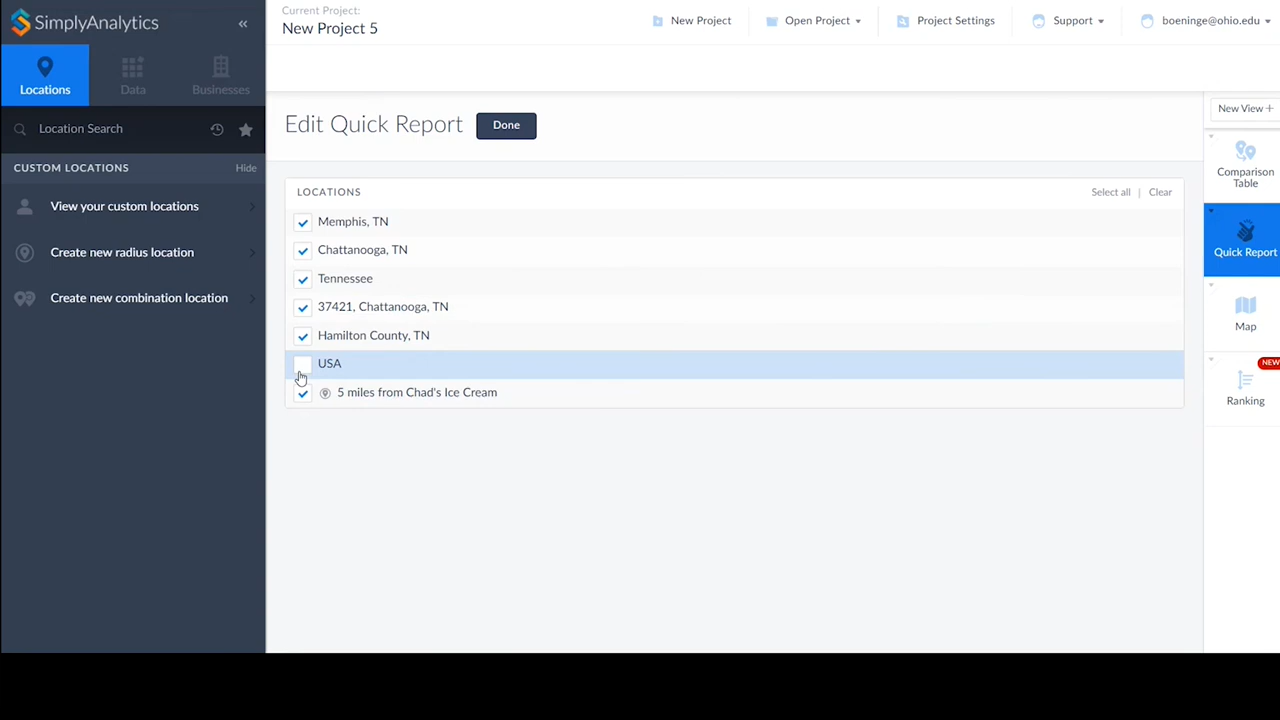 SimplyAnalytics
«
Current Project:
New Project 5
New Project
Open Project
Project Settings
Support
boeninge@ohio.edu
Locations
Data
Businesses
Location Search
CUSTOM LOCATIONS
Hide
View your custom locations
Create new radius location
Create new combination location
Edit Quick Report
Done
LOCATIONS
Select all | Clear
Memphis, TN
Chattanooga, TN
Tennessee
37421, Chattanooga, TN
Hamilton County, TN
USA
5 miles from Chad's Ice Cream
New View +
Comparison
Table
Quick Report
Map
NEW
Ranking